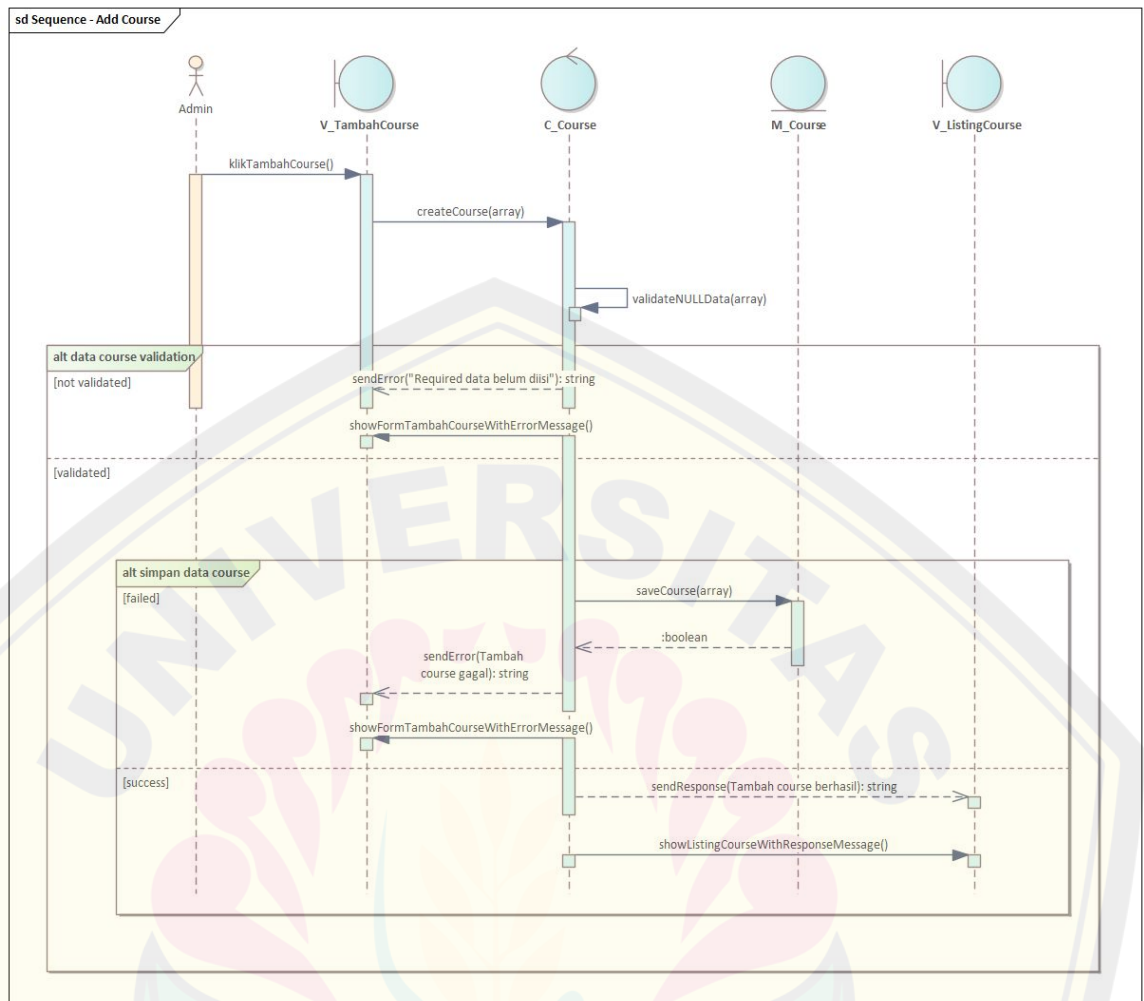 sd Sequence - Add Course
Admin
V_TambahCourse
C_Course
M_Course
V_ListingCourse
klikTambahCourse()
createCourse(array)
validateNULLData(array)
alt data course validation
[not validated]
sendError("Required data belum diisi"): string
showFormTambahCourseWithErrorMessage()
[validated]
alt simpan data course
[failed]
saveCourse(array)
:boolean
sendError(Tambah
course gagal): string
showFormTambahCourseWithErrorMessage()
[success]
sendResponse(Tambah course berhasil): string
showListingCourseWithResponseMessage()
UNIVERSITAS